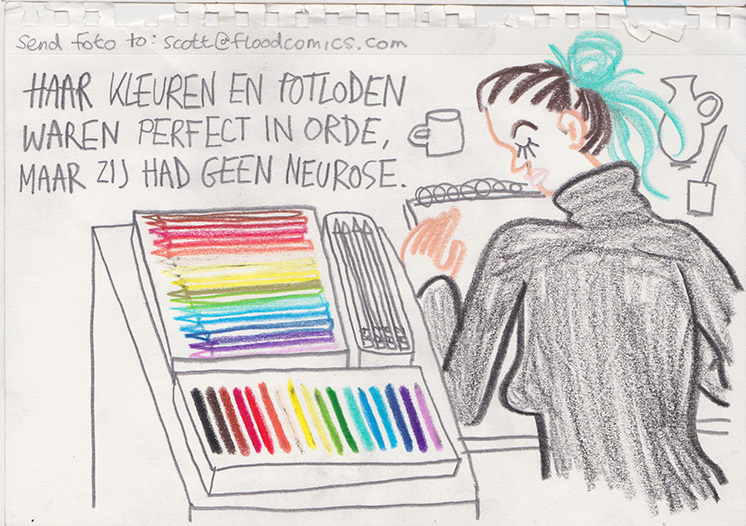 Send foto to: scott@floodcomics.com
HAAR KLEUREN EN POTLODEN
WAREN PERFECT IN ORDE,
MAAR ZIJ HAD GEEN NEUROSE.